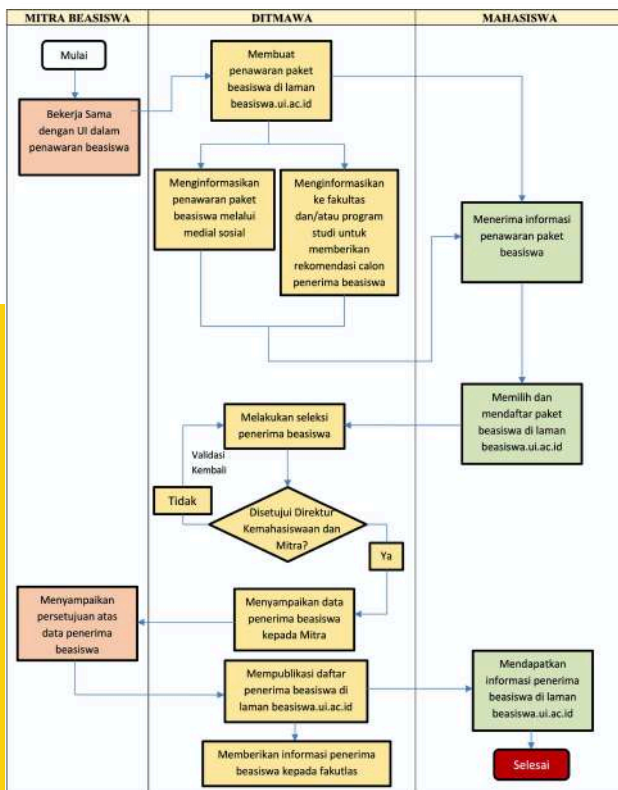 MITRA BEASISWA
DITMAWA
MAHASISWA
Mulai
Membuat
penawaran paket
beasiswa di laman
beasiswa.ui.ac.id
Bekerja Sama
dengan UI dalam
penawaran beasiswa
Menginformasikan
penawaran paket
beasiswa melalui
medial sosial
Menginformasikan
ke fakultas
dan/atau program
studi untuk
memberikan
rekomendasi calon
penerima beasiswa
Menerima informasi
penawaran paket
beasiswa
Memilih dan
mendaftar paket
beasiswa di laman
beasiswa.ui.ac.id
Melakukan seleksi
penerima beasiswa
Validasi
Kembali
Tidak
Disetujui Direktur
Kemahasiswaan dan
Mitra?
Ya
Menyampaikan data
penerima beasiswa
kepada Mitra
Menyampaikan
persetujuan atas
data penerima
beasiswa
Mempublikasi daftar
penerima beasiswa di
laman beasiswa.ui.ac.id
Mendapatkan
informasi penerima
beasiswa di laman
beasiswa.ui.ac.id
Memberikan informasi penerima
beasiswa kepada fakutlas
Selesai